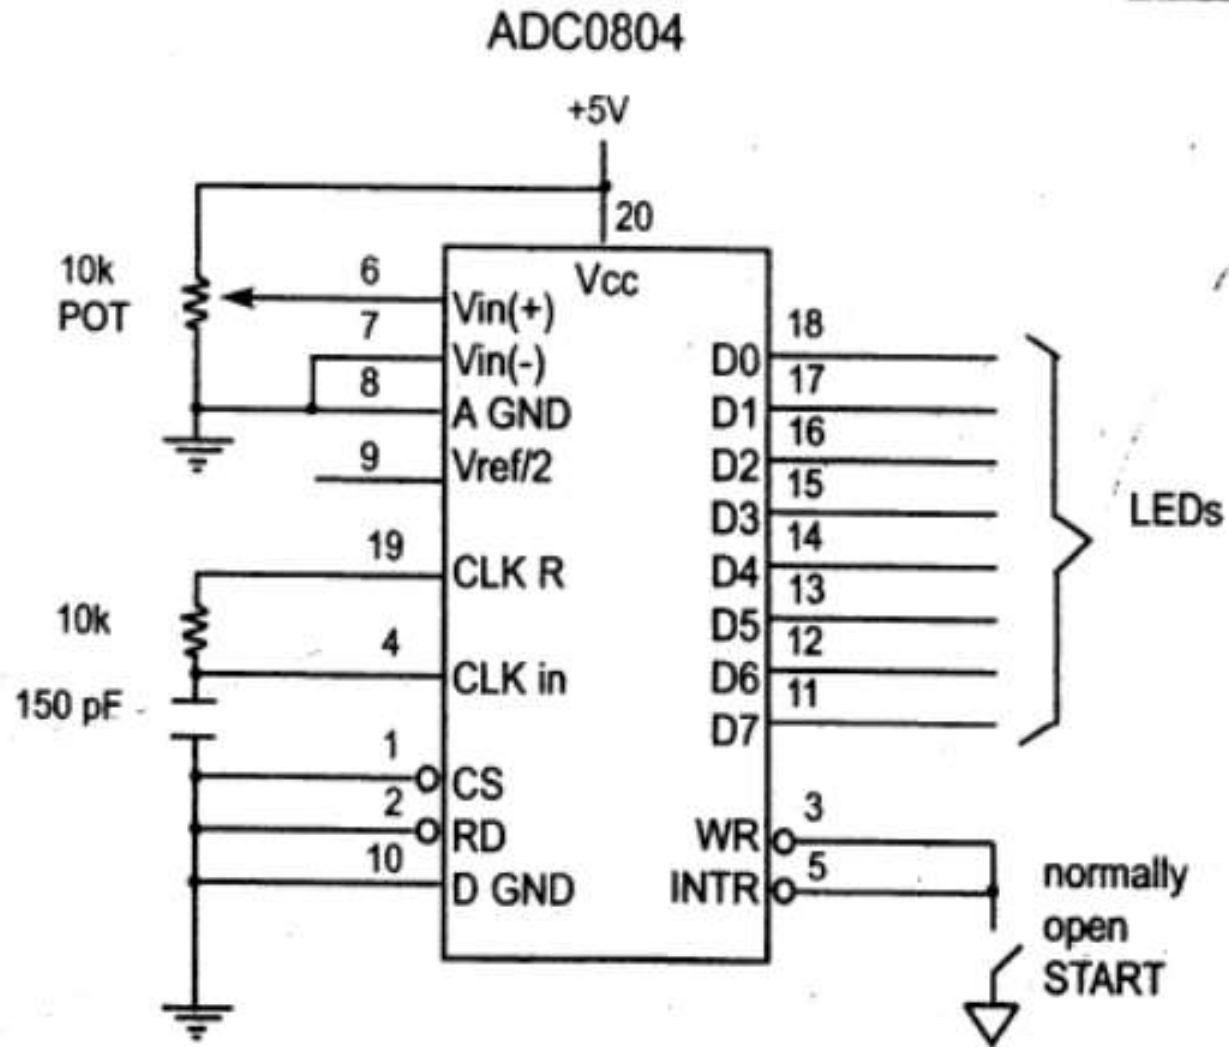 ADC0804
+5V
20
Vcc
10k
POT
6
Vin(+)
7
Vin(-)
8
A GND
9
Vref/2
19
CLK R
10k
4
CLK in
150 pF
1
CS
2
RD
10
D GND
18
D0
17
D1
16
D2
15
D3
14
D4
13
D5
12
D6
11
D7
LEDs
3
WR
5
INTR
normally
open
START